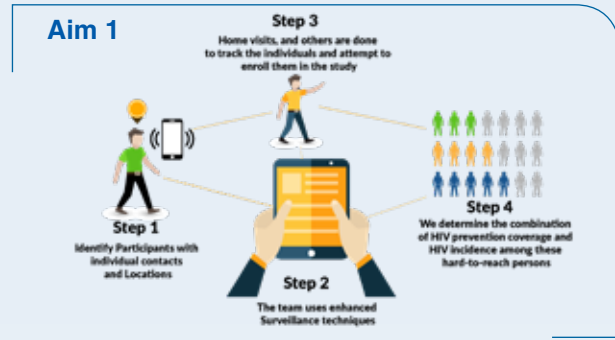 Aim 1
Step 3
Home visits, and others are done
to track the individuals and attempt to
enroll them in the study
Step 1
Identify Participants with
individual contacts
and Locations
Step 2
The team uses enhanced
Surveillance techniques
Step 4
We determine the combination
of HIV prevention coverage and
HIV incidence among these
hard-to-reach persons